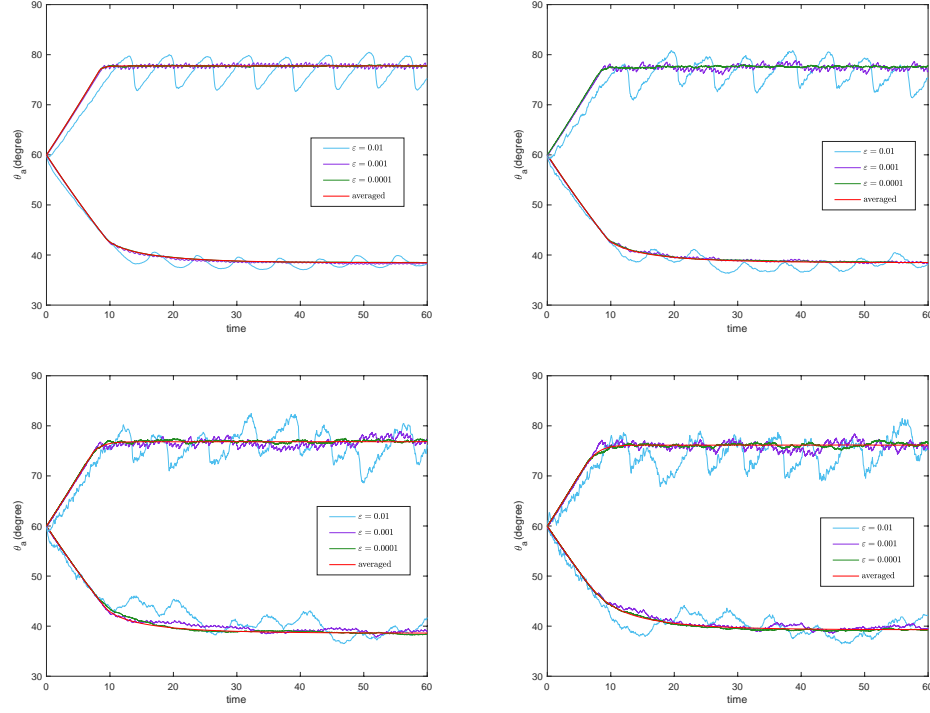 90
80
70
60
50
40
30
θa(degree)
0 10 20 30 40 50 60
time
ε = 0.01
ε = 0.001
ε = 0.0001
averaged
90
80
70
60
50
40
30
θa(degree)
0 10 20 30 40 50 60
time
ε = 0.01
ε = 0.001
ε = 0.0001
averaged
90
80
70
60
50
40
30
θa(degree)
0 10 20 30 40 50 60
time
ε = 0.01
ε = 0.001
ε = 0.0001
averaged
90
80
70
60
50
40
30
θa(degree)
0 10 20 30 40 50 60
time
ε = 0.01
ε = 0.001
ε = 0.0001
averaged